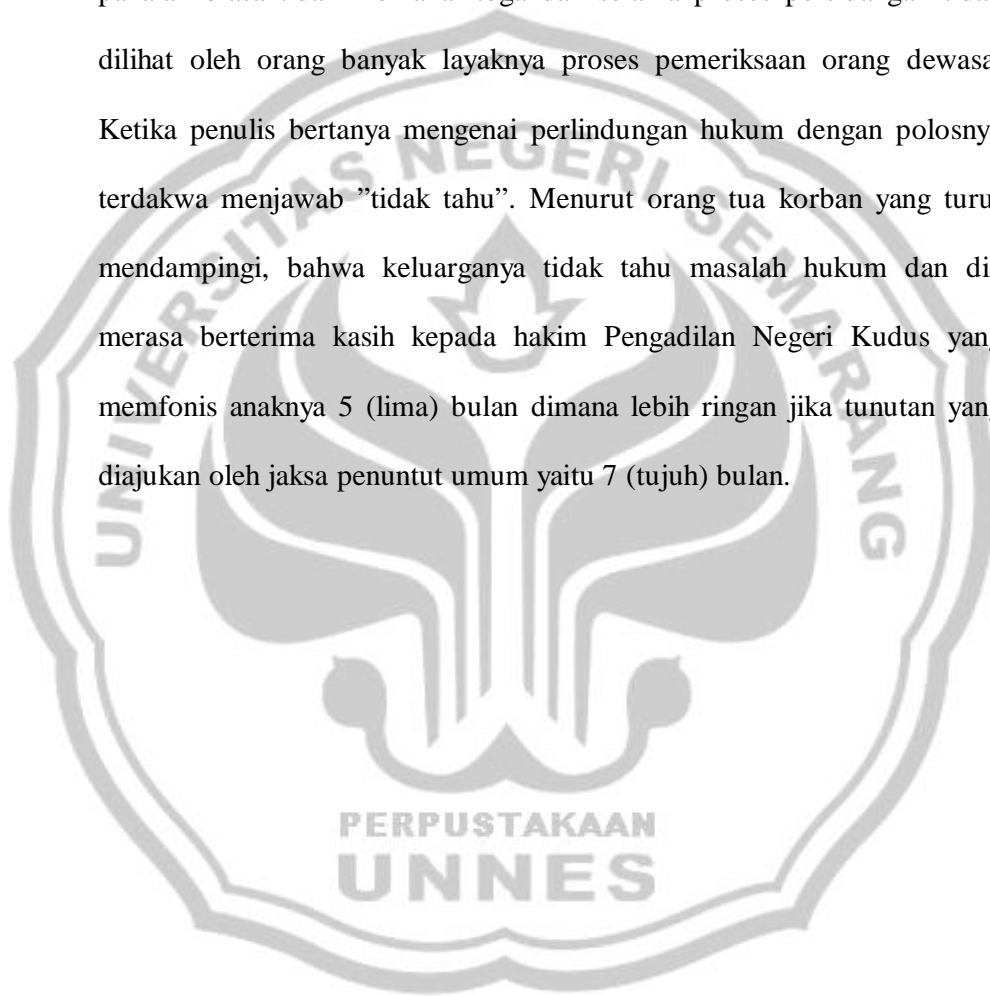 dilihat oleh orang banyak layaknya proses pemeriksaan orang dewasa
Ketika penulis bertanya mengenai perlindungan hukum dengan polosny
terdakwa menjawab ”tidak tahu”. Menurut orang tua korban yang turu
mendampingi, bahwa keluarganya tidak tahu masalah hukum dan di
merasa berterima kasih kepada hakim Pengadilan Negeri Kudus yan
memfonis anaknya 5 (lima) bulan dimana lebih ringan jika tunutan yan
diajukan oleh jaksa penuntut umum yaitu 7 (tujuh) bulan.
UNIVERSITAS NEGERI SEMARANG
PERPUSTAKAAN
UNNES